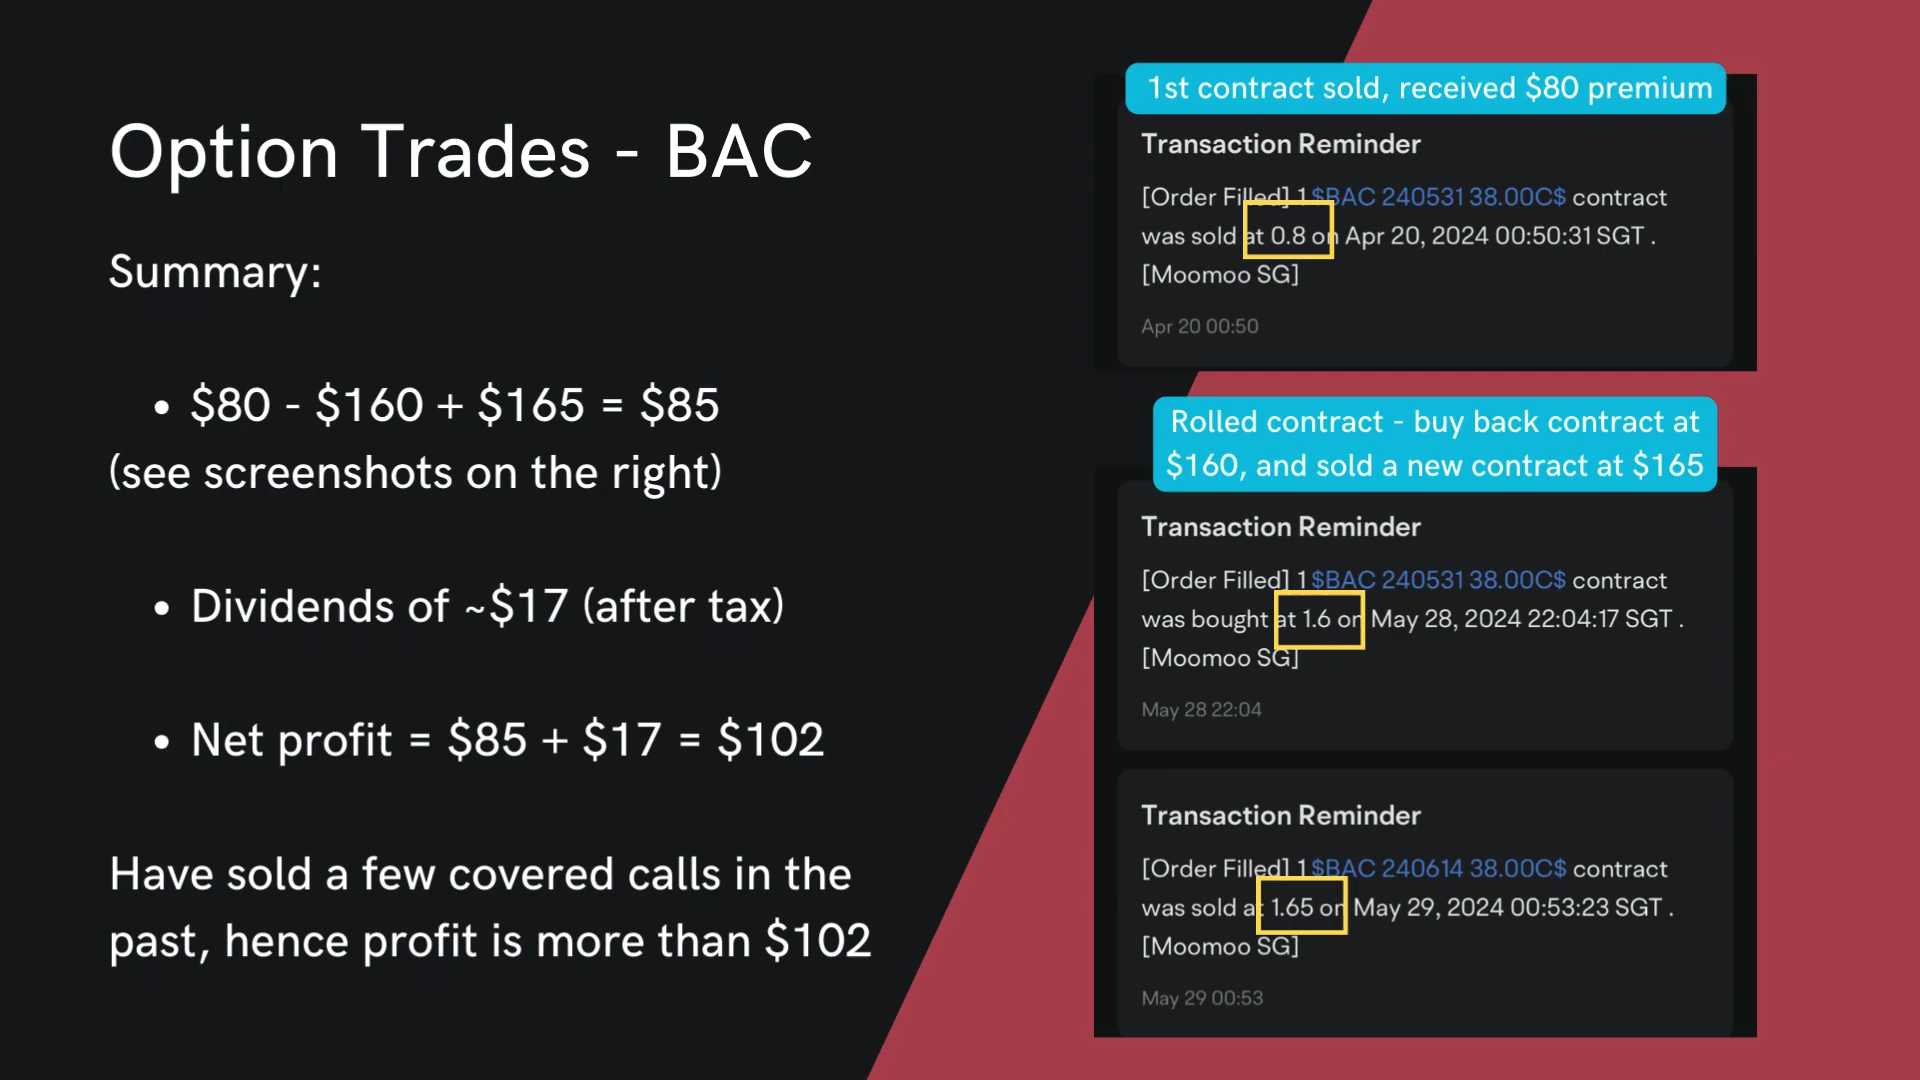 Option Trades - BAC
Summary:
• $80 - $160 + $165 = $85
(see screenshots on the right)
• Dividends of ~$17 (after tax)
• Net profit = $85 + $17 = $102
Have sold a few covered calls in the
past, hence profit is more than $102
1st contract sold, received $80 premium
Transaction Reminder
[Order Filled] 1 $BAC 240531 38.00C$ contract
was sold at 0.8 on Apr 20, 2024 00:50:31 SGT .
[Moomoo SG]
Apr 20 00:50
Rolled contract - buy back contract at
$160, and sold a new contract at $165
Transaction Reminder
[Order Filled] 1 $BAC 240531 38.00C$ contract
was bought at 1.6 on May 28, 2024 22:04:17 SGT .
[Moomoo SG]
May 28 22:04
Transaction Reminder
[Order Filled] 1 $BAC 240614 38.00C$ contract
was sold at 1.65 on May 29, 2024 00:53:23 SGT .
[Moomoo SG]
May 29 00:53